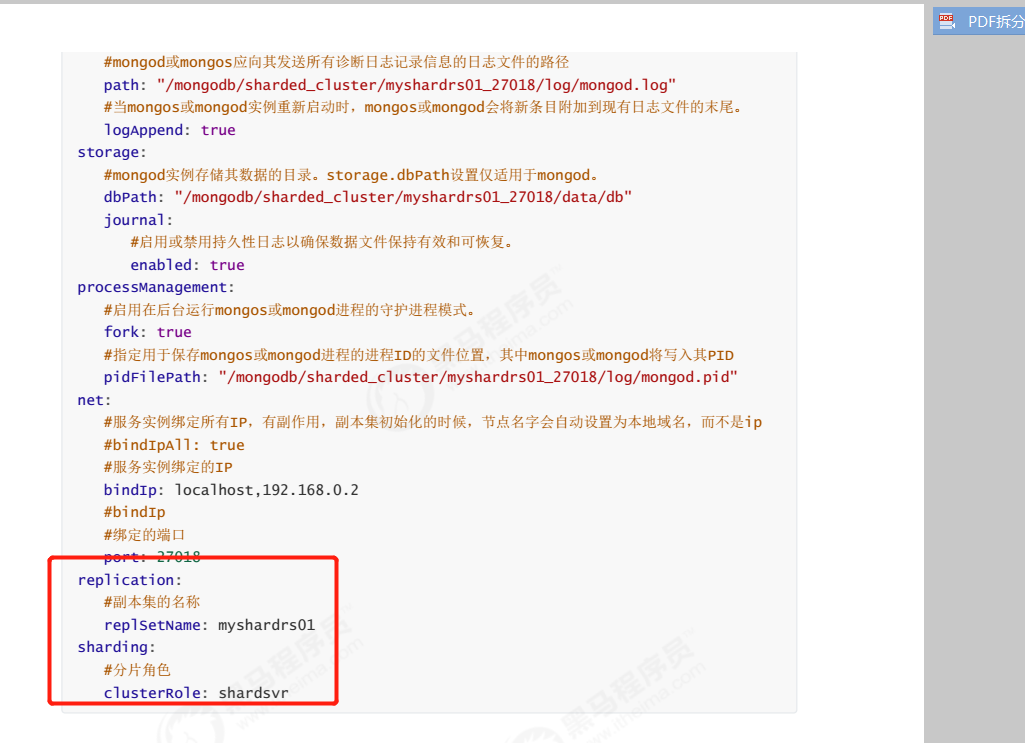 PDF拆分
#mongod或mongos应向其发送所有诊断日志记录信息的日志文件的路径
path: "/mongodb/sharded_cluster/myshardrs01_27018/log/mongod.log"
#当mongos或mongod实例重新启动时，mongos或mongod会将新条目附加到现有日志文件的末尾。
logAppend: true
storage:
#mongod实例存储其数据的目录。storage.dbPath设置仅适用于mongod。
dbPath: "/mongodb/sharded_cluster/myshardrs01_27018/data/db"
journal:
#启用或禁用持久性日志以确保数据文件保持有效和可恢复。
enabled: true
processManagement:
#启用在后台运行mongos或mongod进程的守护进程模式。
fork: true
#指定用于保存mongos或mongod进程的进程ID的文件位置，其中mongos或mongod将写入其PID
pidFilePath: "/mongodb/sharded_cluster/myshardrs01_27018/log/mongod.pid"
net:
#服务实例绑定所有IP，有副作用，副本集初始化的时候，节点名字会自动设置为本地域名，而不是ip
#bindIpAll: true
#服务实例绑定的IP
bindIp: localhost,192.168.0.2
#bindIp
#绑定的端口
port: 27018
replication:
#副本集的名称
replSetName: myshardrs01
sharding:
#分片角色
clusterRole: shardsvr